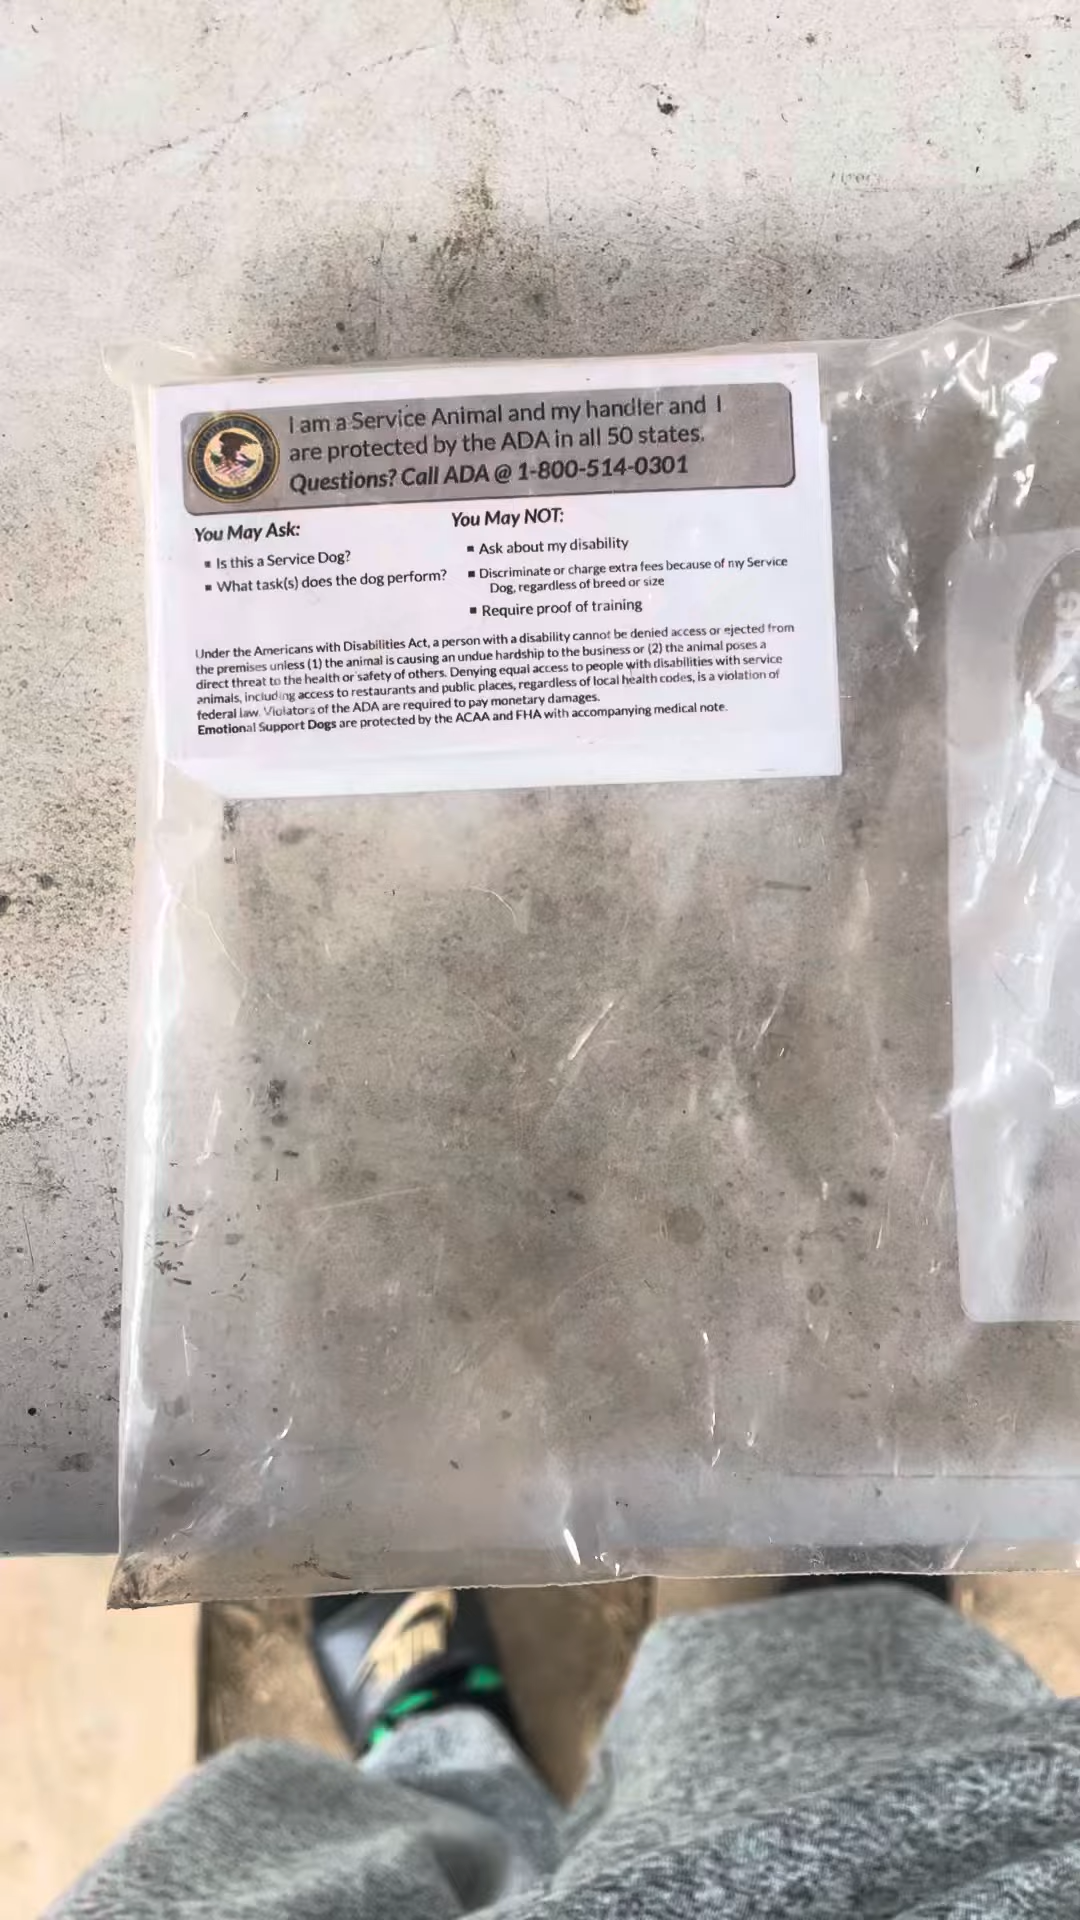 I am a Service Animal and my handler and I
are protected by the ADA in all 50 states.
Questions? Call ADA @ 1-800-514-0301
You May Ask:
▪ Is this a Service Dog?
▪ What task(s) does the dog perform?
You May NOT:
▪ Ask about my disability
▪ Discriminate or charge extra fees because of my Service
Dog, regardless of breed or size
▪ Require proof of training
Under the Americans with Disabilities Act, a person with a disability cannot be denied access or ejected from
the premises unless (1) the animal is causing an undue hardship to the business or (2) the animal poses a
direct threat to the health or safety of others. Denying equal access to people with disabilities with service
animals, including access to restaurants and public places, regardless of local health codes, is a violation of
federal law. Violators of the ADA are required to pay monetary damages.
Emotional Support Dogs are protected by the ACAA and FHA with accompanying medical note.